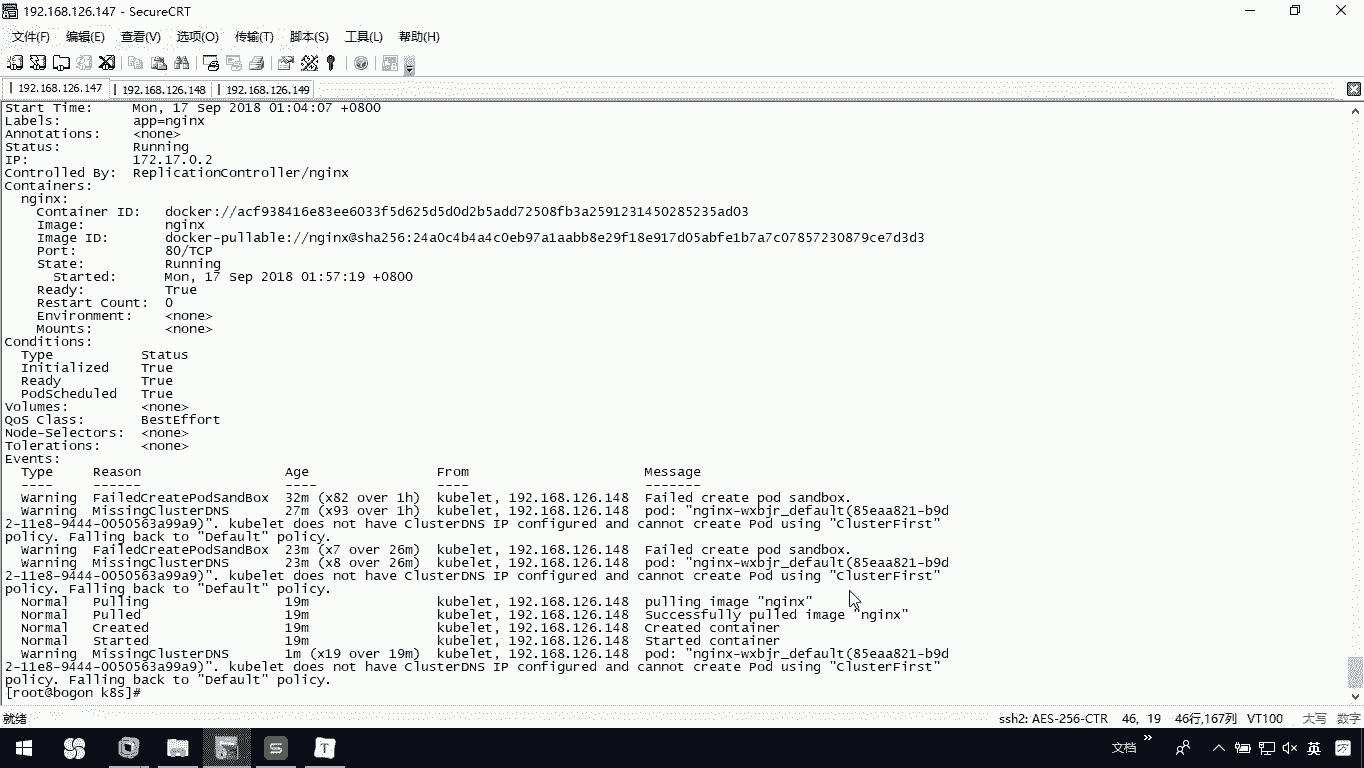 192.168.126.147 - SecureCRT
文件(F) 编辑(E) 查看(V) 选项(O) 传输(T) 脚本(S) 工具(L) 帮助(H)
192.168.126.147 192.168.126.148 192.168.126.149
Start Time:     Mon, 17 Sep 2018 01:04:07 +0800
Labels:         app=nginx
Annotations:    <none>
Status:         Running
IP:             172.17.0.2
Controlled By:  ReplicationController/nginx
Containers:
  nginx:
    Container ID:   docker://acf938416e83ee6033f5d625d5d0d2b5add72508fb3a2591231450285235ad03
    Image:          nginx
    Image ID:       docker-pullable://nginx@sha256:24a0c4b4a4c0eb97a1aabb8e29f18e917d05abfe1b7a7c07857230879ce7d3d3
    Port:           80/TCP
    State:          Running
      Started:      Mon, 17 Sep 2018 01:57:19 +0800
    Ready:          True
    Restart Count:  0
    Environment:    <none>
    Mounts:         <none>
Conditions:
  Type           Status
  Initialized    True
  Ready          True
  PodScheduled   True
Volumes:         <none>
QoS Class:       BestEffort
Node-Selectors:  <none>
Tolerations:     <none>
Events:
  Type     Reason                  Age                From                      Message
  ----     ------                  ----               ----                      -------
  Warning  FailedCreatePodSandBox  32m (x82 over 1h)  kubelet, 192.168.126.148  Failed create pod sandbox.
  Warning  MissingClusterDNS       27m (x93 over 1h)  kubelet, 192.168.126.148  pod: "nginx-wxbjr_default(85eaa821-b9d
2-11e8-9444-0050563a99a9)". kubelet does not have ClusterDNS IP configured and cannot create Pod using "ClusterFirst"
policy. Falling back to "Default" policy.
  Warning  FailedCreatePodSandBox  23m (x7 over 26m)  kubelet, 192.168.126.148  Failed create pod sandbox.
  Warning  MissingClusterDNS       23m (x8 over 26m)  kubelet, 192.168.126.148  pod: "nginx-wxbjr_default(85eaa821-b9d
2-11e8-9444-0050563a99a9)". kubelet does not have ClusterDNS IP configured and cannot create Pod using "ClusterFirst"
policy. Falling back to "Default" policy.
  Normal   Pulling                 19m                kubelet, 192.168.126.148  pulling image "nginx"
  Normal   Pulled                  19m                kubelet, 192.168.126.148  Successfully pulled image "nginx"
  Normal   Created                 19m                kubelet, 192.168.126.148  Created container
  Normal   Started                 19m                kubelet, 192.168.126.148  Started container
  Warning  MissingClusterDNS       1m (x19 over 19m)  kubelet, 192.168.126.148  pod: "nginx-wxbjr_default(85eaa821-b9d
2-11e8-9444-0050563a99a9)". kubelet does not have ClusterDNS IP configured and cannot create Pod using "ClusterFirst"
policy. Falling back to "Default" policy.
[root@bogon k8s]#
就绪 ssh2: AES-256-CTR 46, 19 46行,167列 VT100 大写 数字
S T 文档 » 英